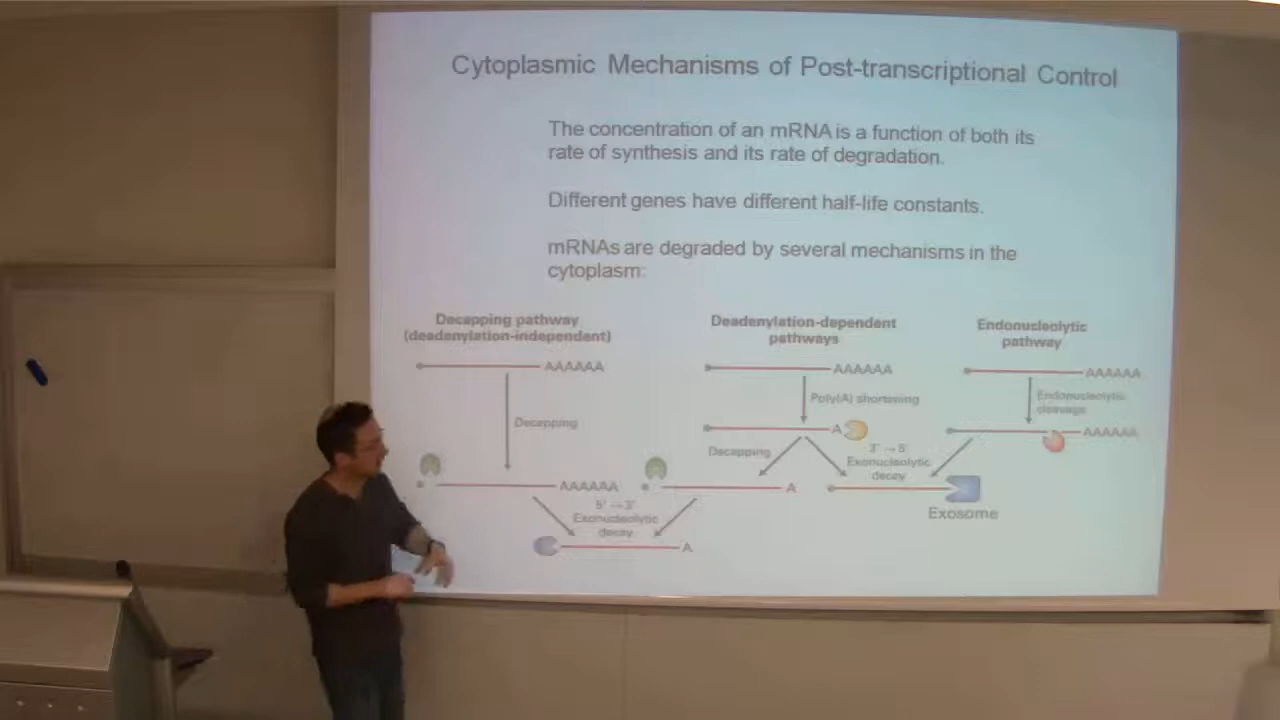 Cytoplasmic Mechanisms of Post-transcriptional Control
The concentration of an mRNA is a function of both its
rate of synthesis and its rate of degradation.
Different genes have different half-life constants.
mRNAs are degraded by several mechanisms in the
cytoplasm:
Decapping pathway
(deadenylation-independent)
AAAAAA
Decapping
AAAAAA
5' → 3'
Exonucleolytic
decay
A
Deadenylation-dependent
pathways
AAAAAA
Poly(A) shortening
A
Decapping
A
3' → 5'
Exonucleolytic
decay
Endonucleolytic
pathway
AAAAAA
Endonucleolytic
cleavage
AAAAAA
Exosome